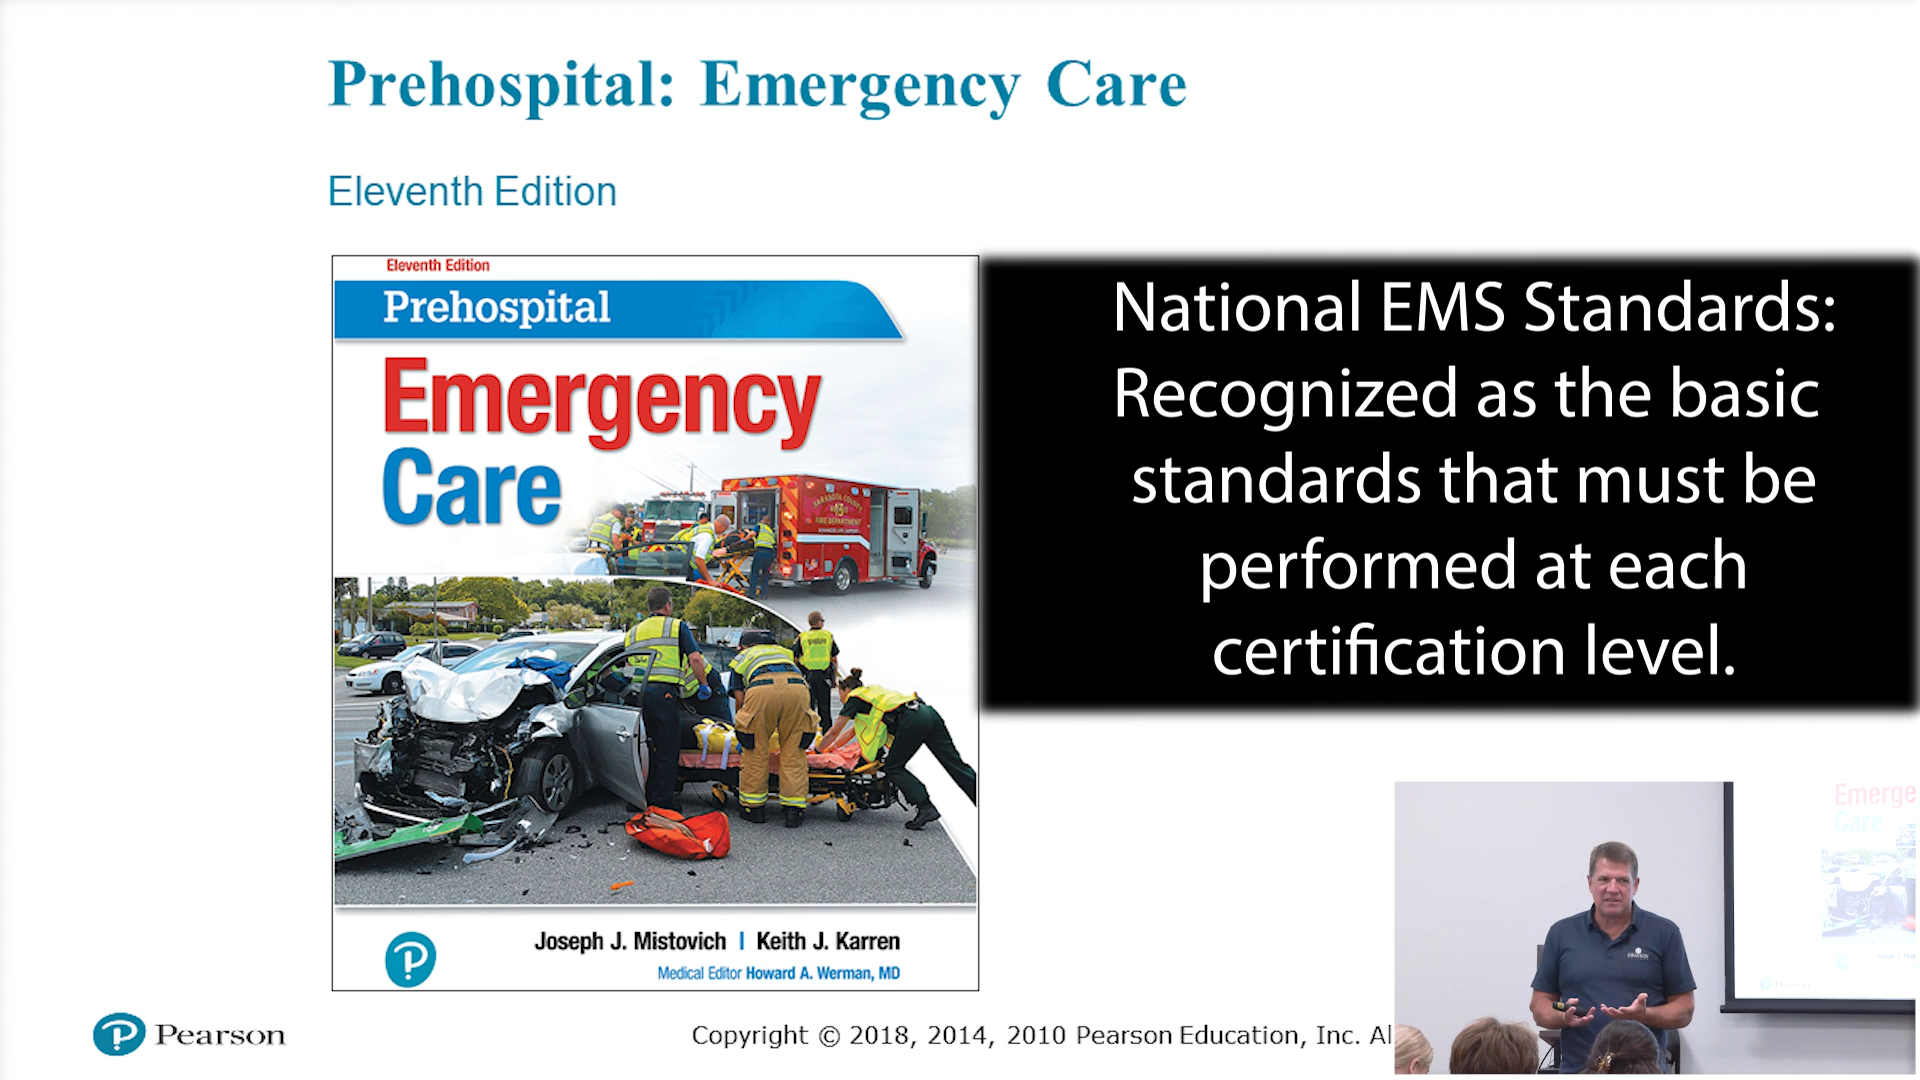 Prehospital: Emergency Care
Eleventh Edition
Eleventh Edition
Prehospital
Emergency
Care
Joseph J. Mistovich | Keith J. Karren
Medical Editor Howard A. Werman, MD
National EMS Standards:
Recognized as the basic
standards that must be
performed at each
certification level.
Emerge
Care
Pearson
Copyright © 2018, 2014, 2010 Pearson Education, Inc. Al